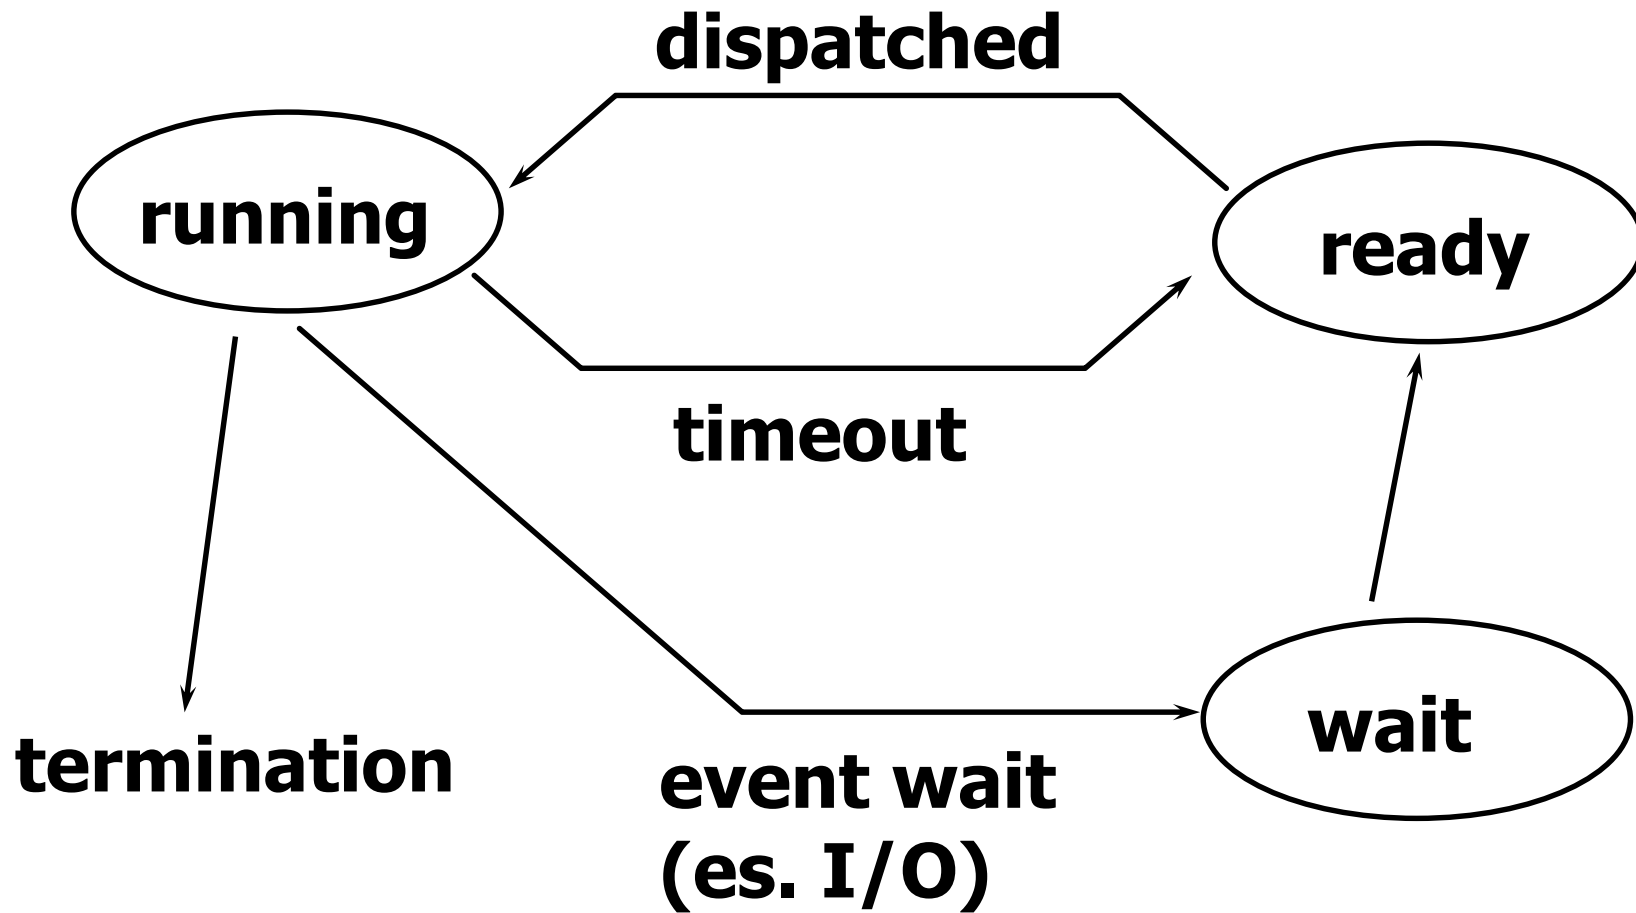 dispatched
running
ready
timeout
wait
termination
event wait
(es. I/O)